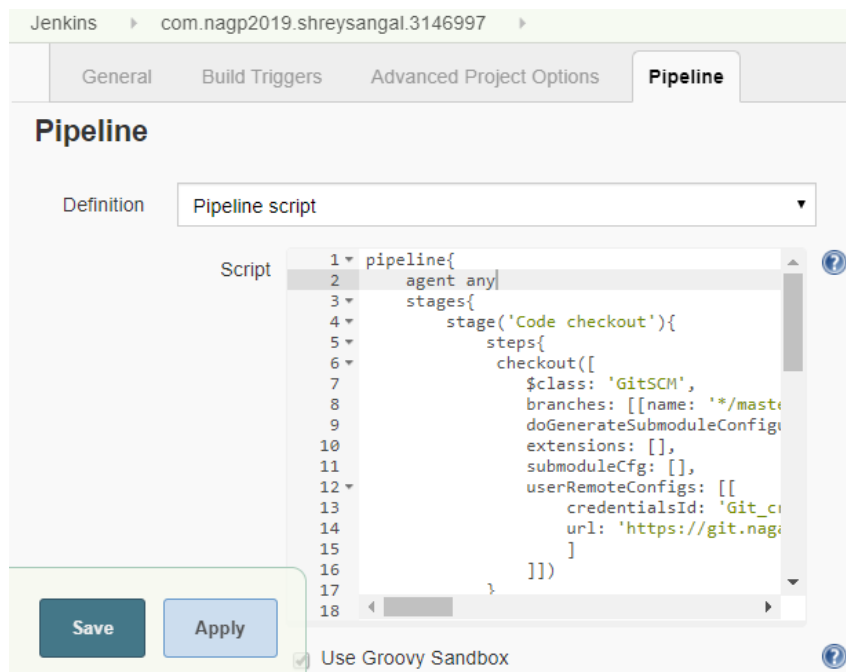 Jenkins com.nagp2019.shreysangal.3146997
General Build Triggers Advanced Project Options Pipeline
Pipeline
Definition Pipeline script
Script
1 pipeline{
2 agent any
3 stages{
4 stage('Code checkout'){
5 steps{
6 checkout([
7 $class: 'GitSCM',
8 branches: [[name: '*/maste
9 doGenerateSubmoduleConfigu
10 extensions: [],
11 submoduleCfg: [],
12 userRemoteConfigs: [[
13 credentialsId: 'Git_cr
14 url: 'https://git.naga
15 ]
16 ]])
17 }
18
Save Apply
Use Groovy Sandbox